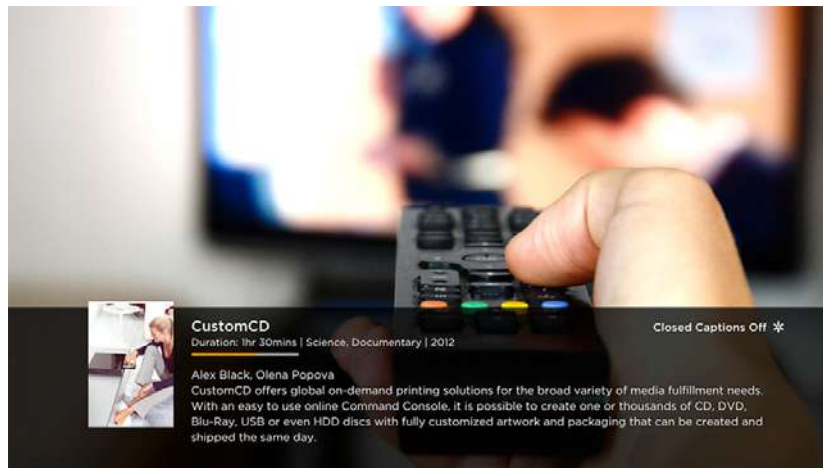 CustomCD
Closed Captions Off ✲
Duration: 1hr 30mins | Science, Documentary | 2012
Alex Black, Olena Popova
CustomCD offers global on-demand printing solutions for the broad variety of media fulfillment needs.
With an easy to use online Command Console, it is possible to create one or thousands of CD, DVD,
Blu-Ray, USB or even HDD discs with fully customized artwork and packaging that can be created and
shipped the same day.